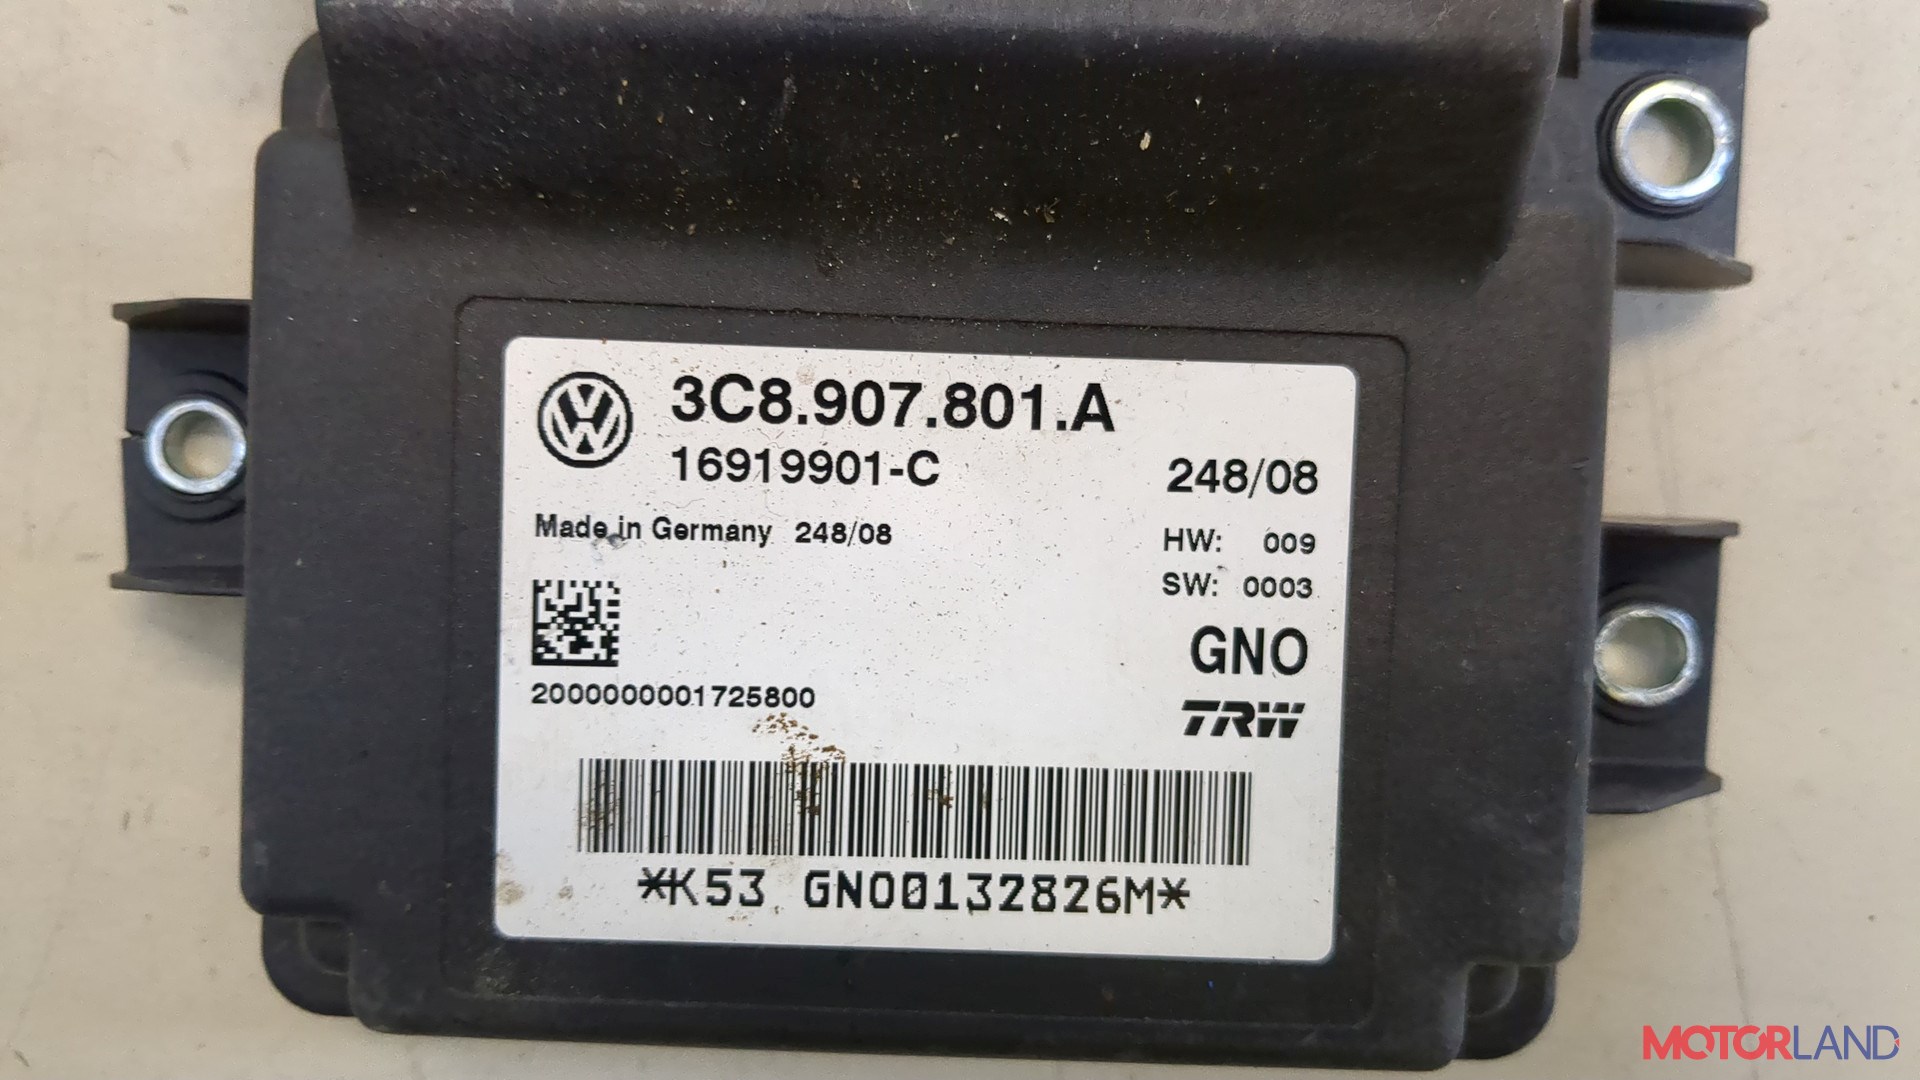 3C8.907.801.A
16919901-C 248/08
Made in Germany 248/08
HW: 009
SW: 0003
GNO
TRW
2000000001725800
*K53 GNO0132826M*
MOTORLAND